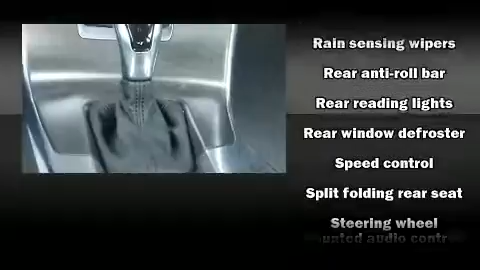 Rain sensing wipers
Rear anti-roll bar
Rear reading lights
Rear window defroster
Speed control
Split folding rear seat
Steering wheel
audio